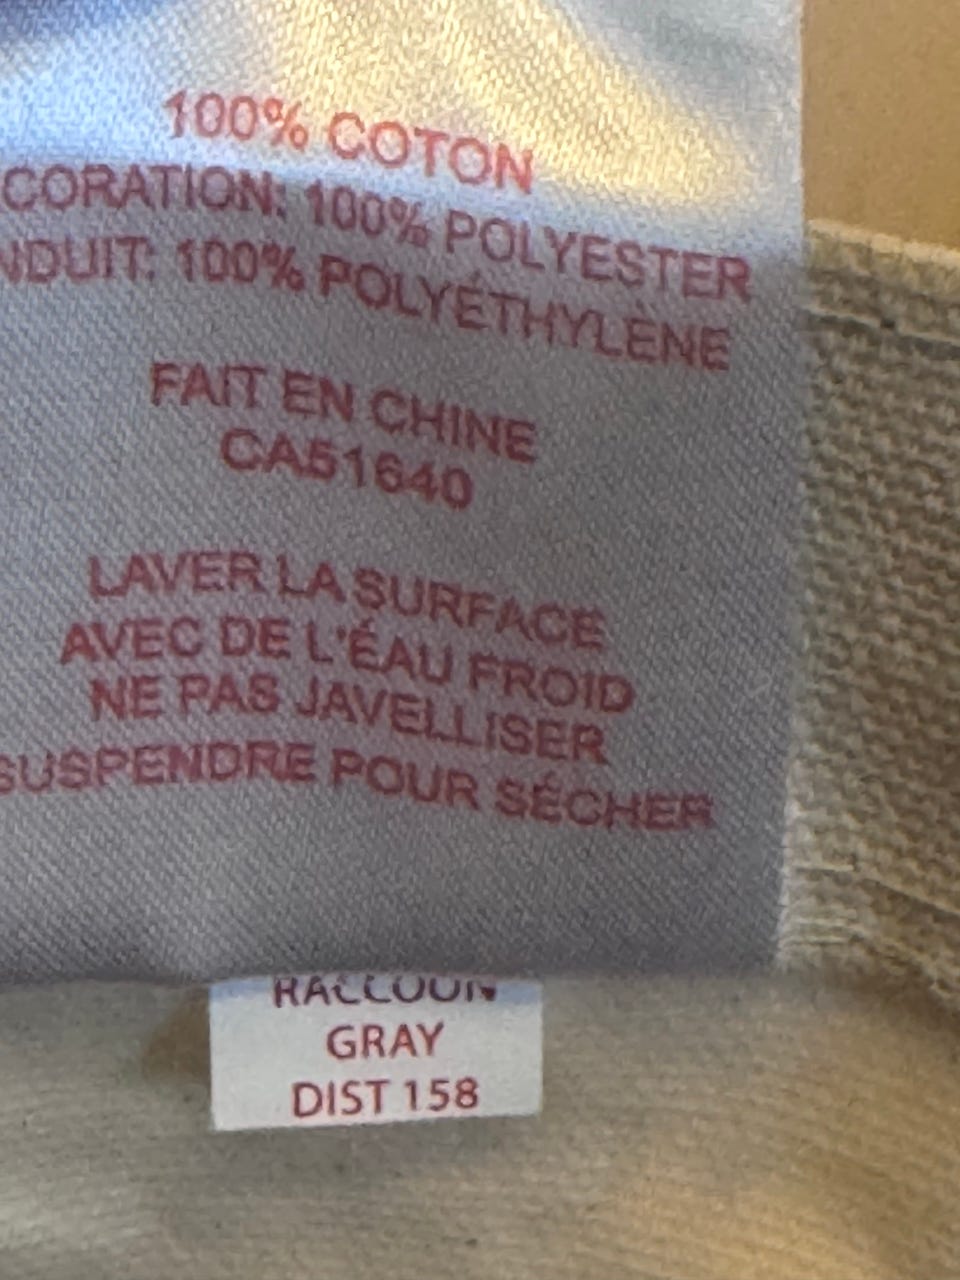 100% COTON
CORATION: 100% POLYESTER
NDUIT: 100% POLYÉTHYLÈNE
FAIT EN CHINE
CA51640
LAVER LA SURFACE
AVEC DE L'ÉAU FROID
NE PAS JAVELLISER
SUSPENDRE POUR SÉCHER
RACCOON
GRAY
DIST 158